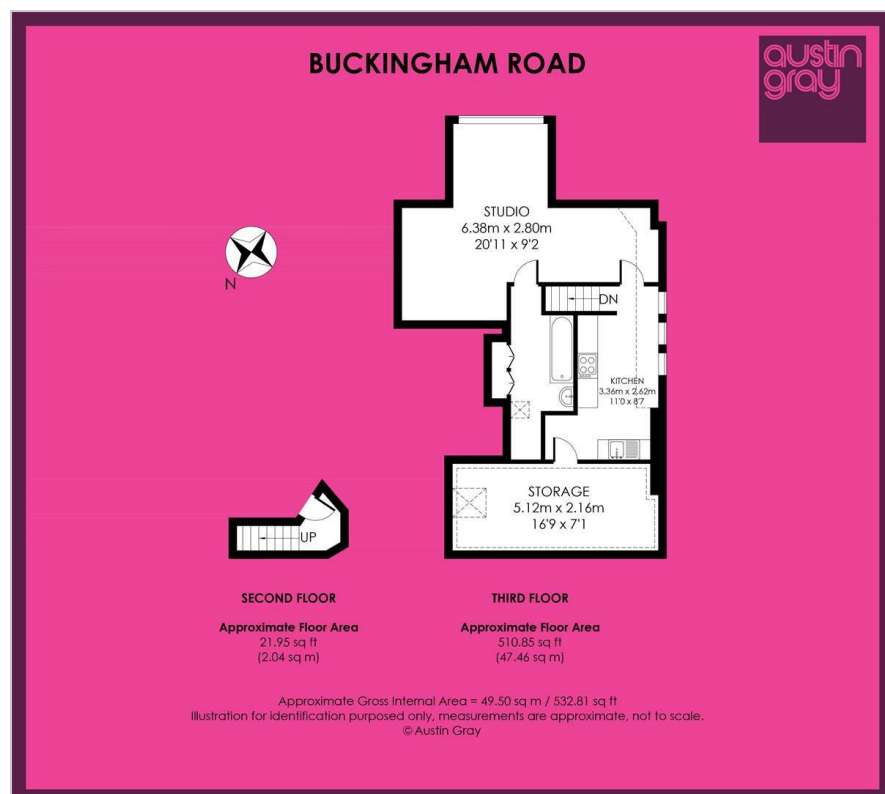 BUCKINGHAM ROAD
austin
gray
STUDIO
6.38m x 2.80m
20'11 x 9'2
N
DN
KITCHEN
3.36m x 2.62m
11'0 x 8'7
STORAGE
5.12m x 2.16m
16'9 x 7'1
UP
SECOND FLOOR
Approximate Floor Area
21.95 sq ft
(2.04 sq m)
THIRD FLOOR
Approximate Floor Area
510.85 sq ft
(47.46 sq m)
Approximate Gross Internal Area = 49.50 sq m / 532.81 sq ft
Illustration for identification purposed only, measurements are approximate, not to scale.
© Austin Gray